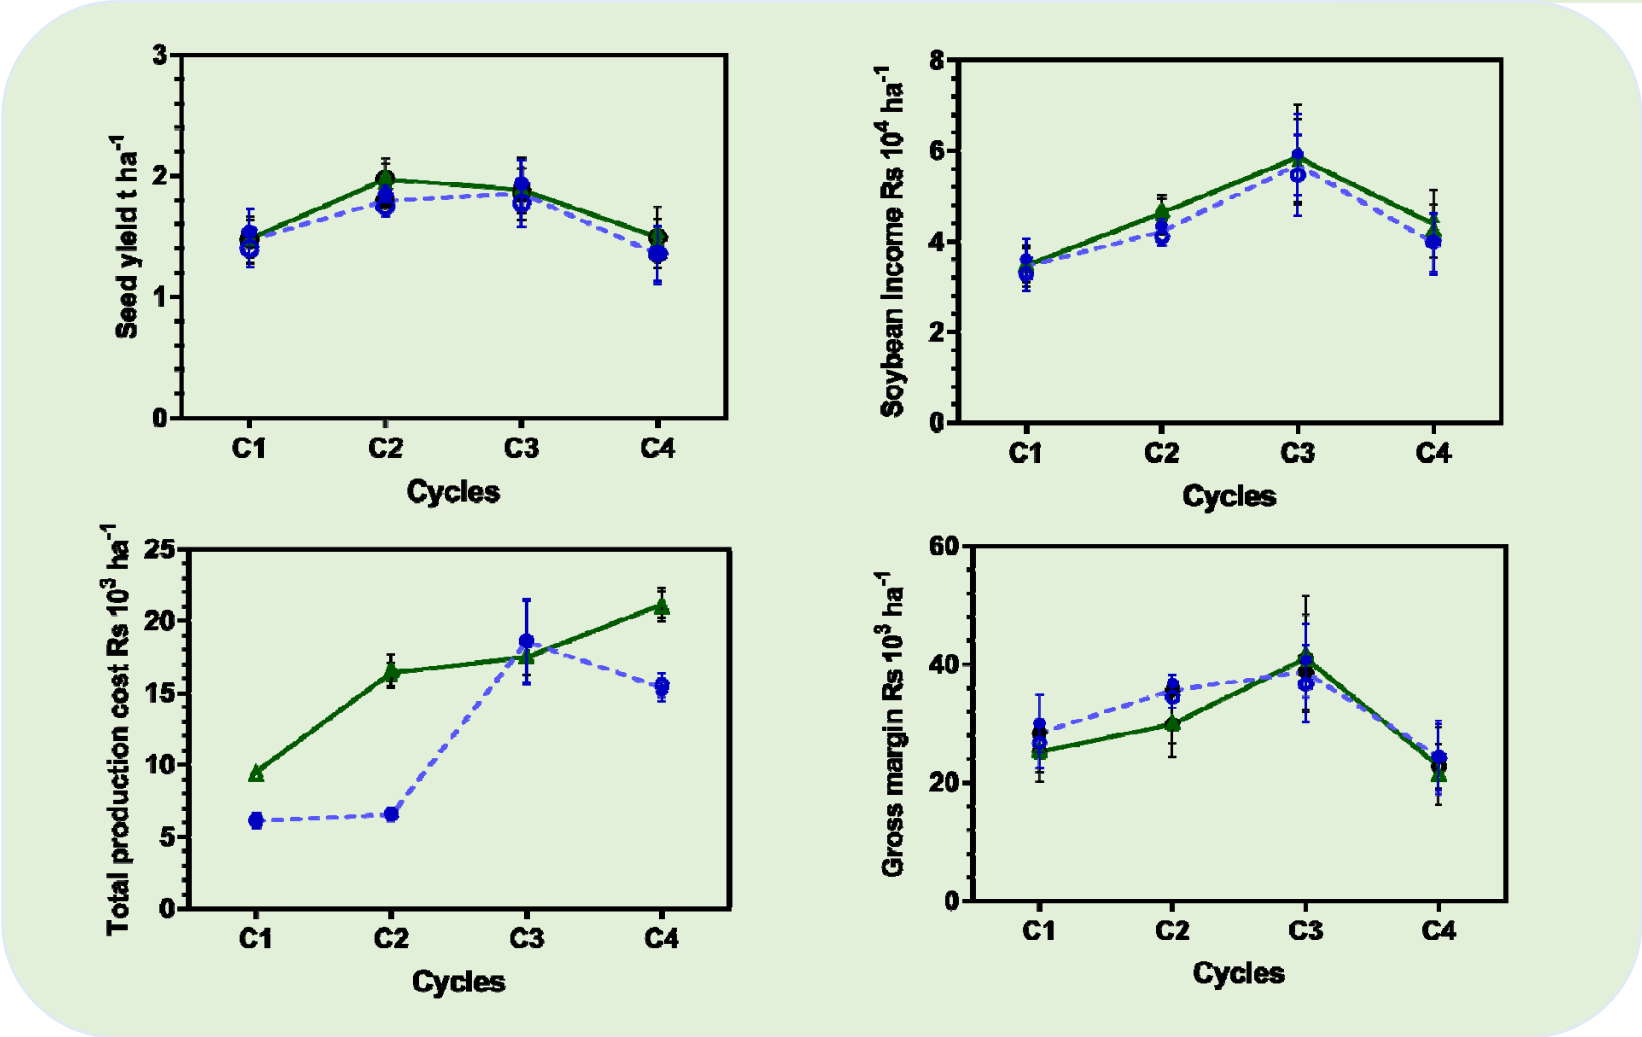 Seed yield t ha⁻¹
3
2
1
0
C1 C2 C3 C4
Cycles
Soybean Income Rs 10⁴ ha⁻¹
8
6
4
2
0
C1 C2 C3 C4
Cycles
Total production cost Rs 10³ ha⁻¹
25
20
15
10
5
0
C1 C2 C3 C4
Cycles
Gross margin Rs 10³ ha⁻¹
60
40
20
0
C1 C2 C3 C4
Cycles